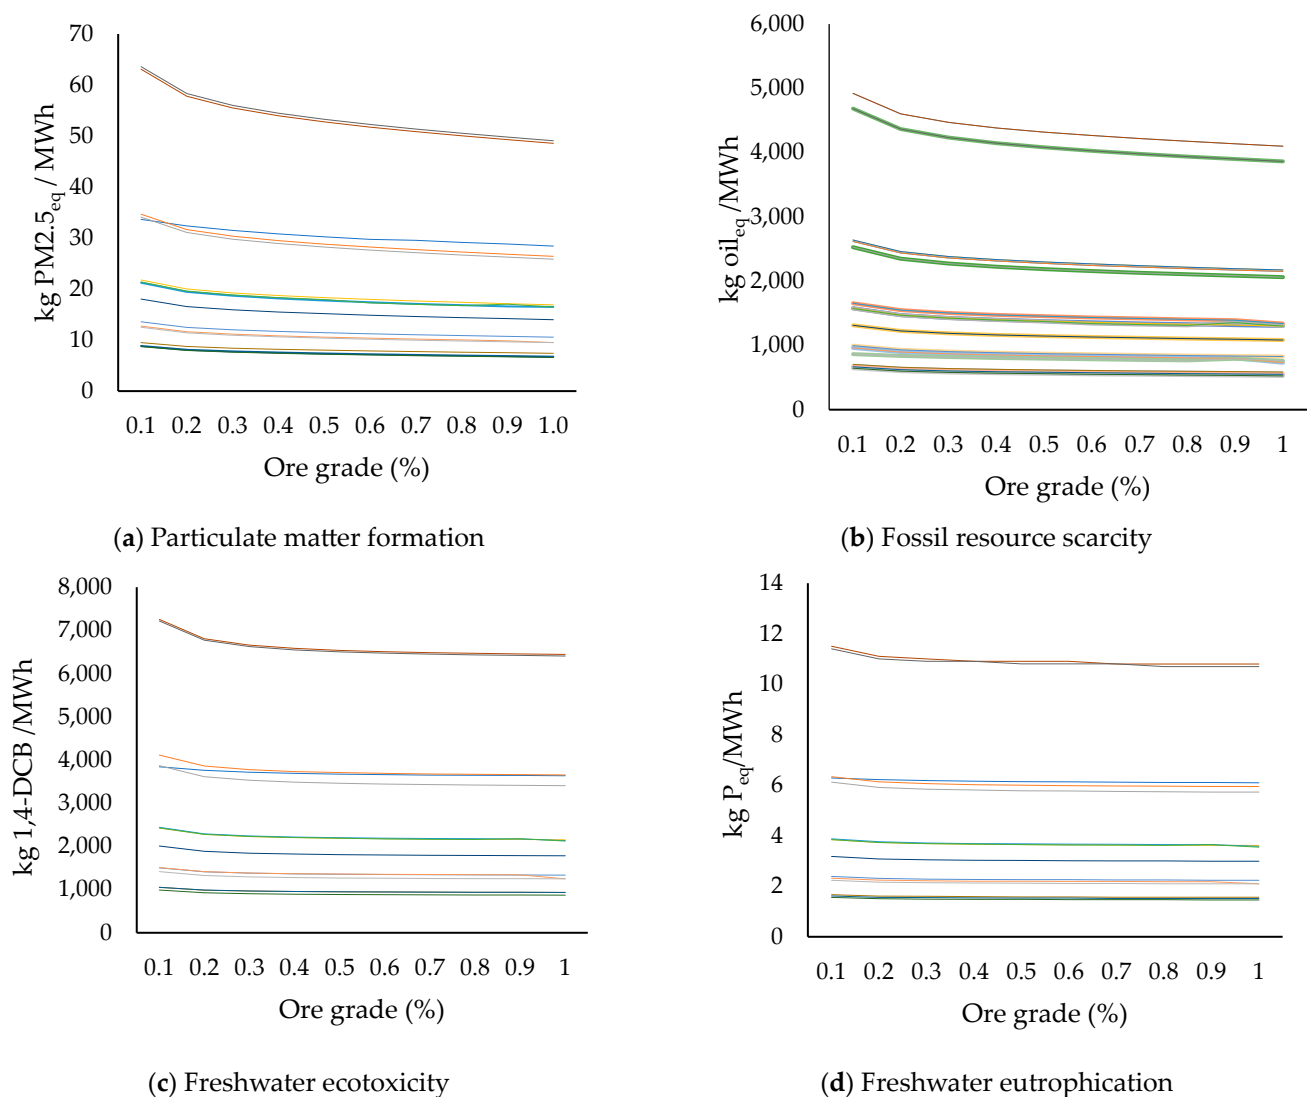 70
60
50
40
30
20
10
0
kg PM2.5eq / MWh
0.1 0.2 0.3 0.4 0.5 0.6 0.7 0.8 0.9 1.0
Ore grade (%)
(a) Particulate matter formation
6,000
5,000
4,000
3,000
2,000
1,000
0
kg oileq /MWh
0.1 0.2 0.3 0.4 0.5 0.6 0.7 0.8 0.9 1
Ore grade (%)
(b) Fossil resource scarcity
8,000
7,000
6,000
5,000
4,000
3,000
2,000
1,000
0
kg 1,4-DCB /MWh
0.1 0.2 0.3 0.4 0.5 0.6 0.7 0.8 0.9 1
Ore grade (%)
(c) Freshwater ecotoxicity
14
12
10
8
6
4
2
0
kg Peq/MWh
0.1 0.2 0.3 0.4 0.5 0.6 0.7 0.8 0.9 1
Ore grade (%)
(d) Freshwater eutrophication